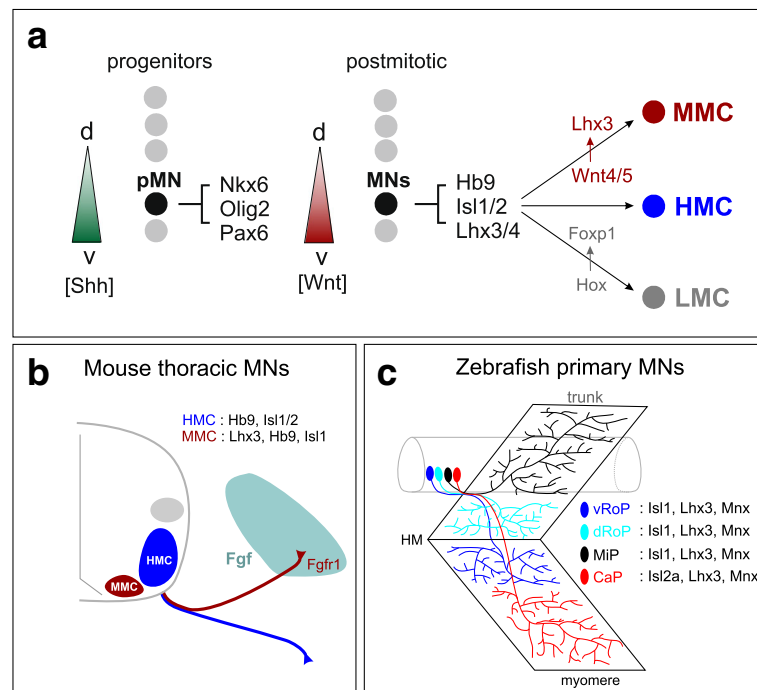 a
progenitors
postmitotic
d
d
Lhx3
MMC
pMN
MNs
Wnt4/5
Nkx6
Olig2
Pax6
Hb9
Isl1/2
Lhx3/4
HMC
v
v
[Shh]
[Wnt]
Foxp1
Hox
LMC
b
Mouse thoracic MNs
HMC : Hb9, Isl1/2
MMC : Lhx3, Hb9, Isl1
HMC
Fgf
Fgfr1
MMC
c
Zebrafish primary MNs
trunk
vRoP : Isl1, Lhx3, Mnx
dRoP : Isl1, Lhx3, Mnx
HM
MiP : Isl1, Lhx3, Mnx
CaP : Isl2a, Lhx3, Mnx
myomere